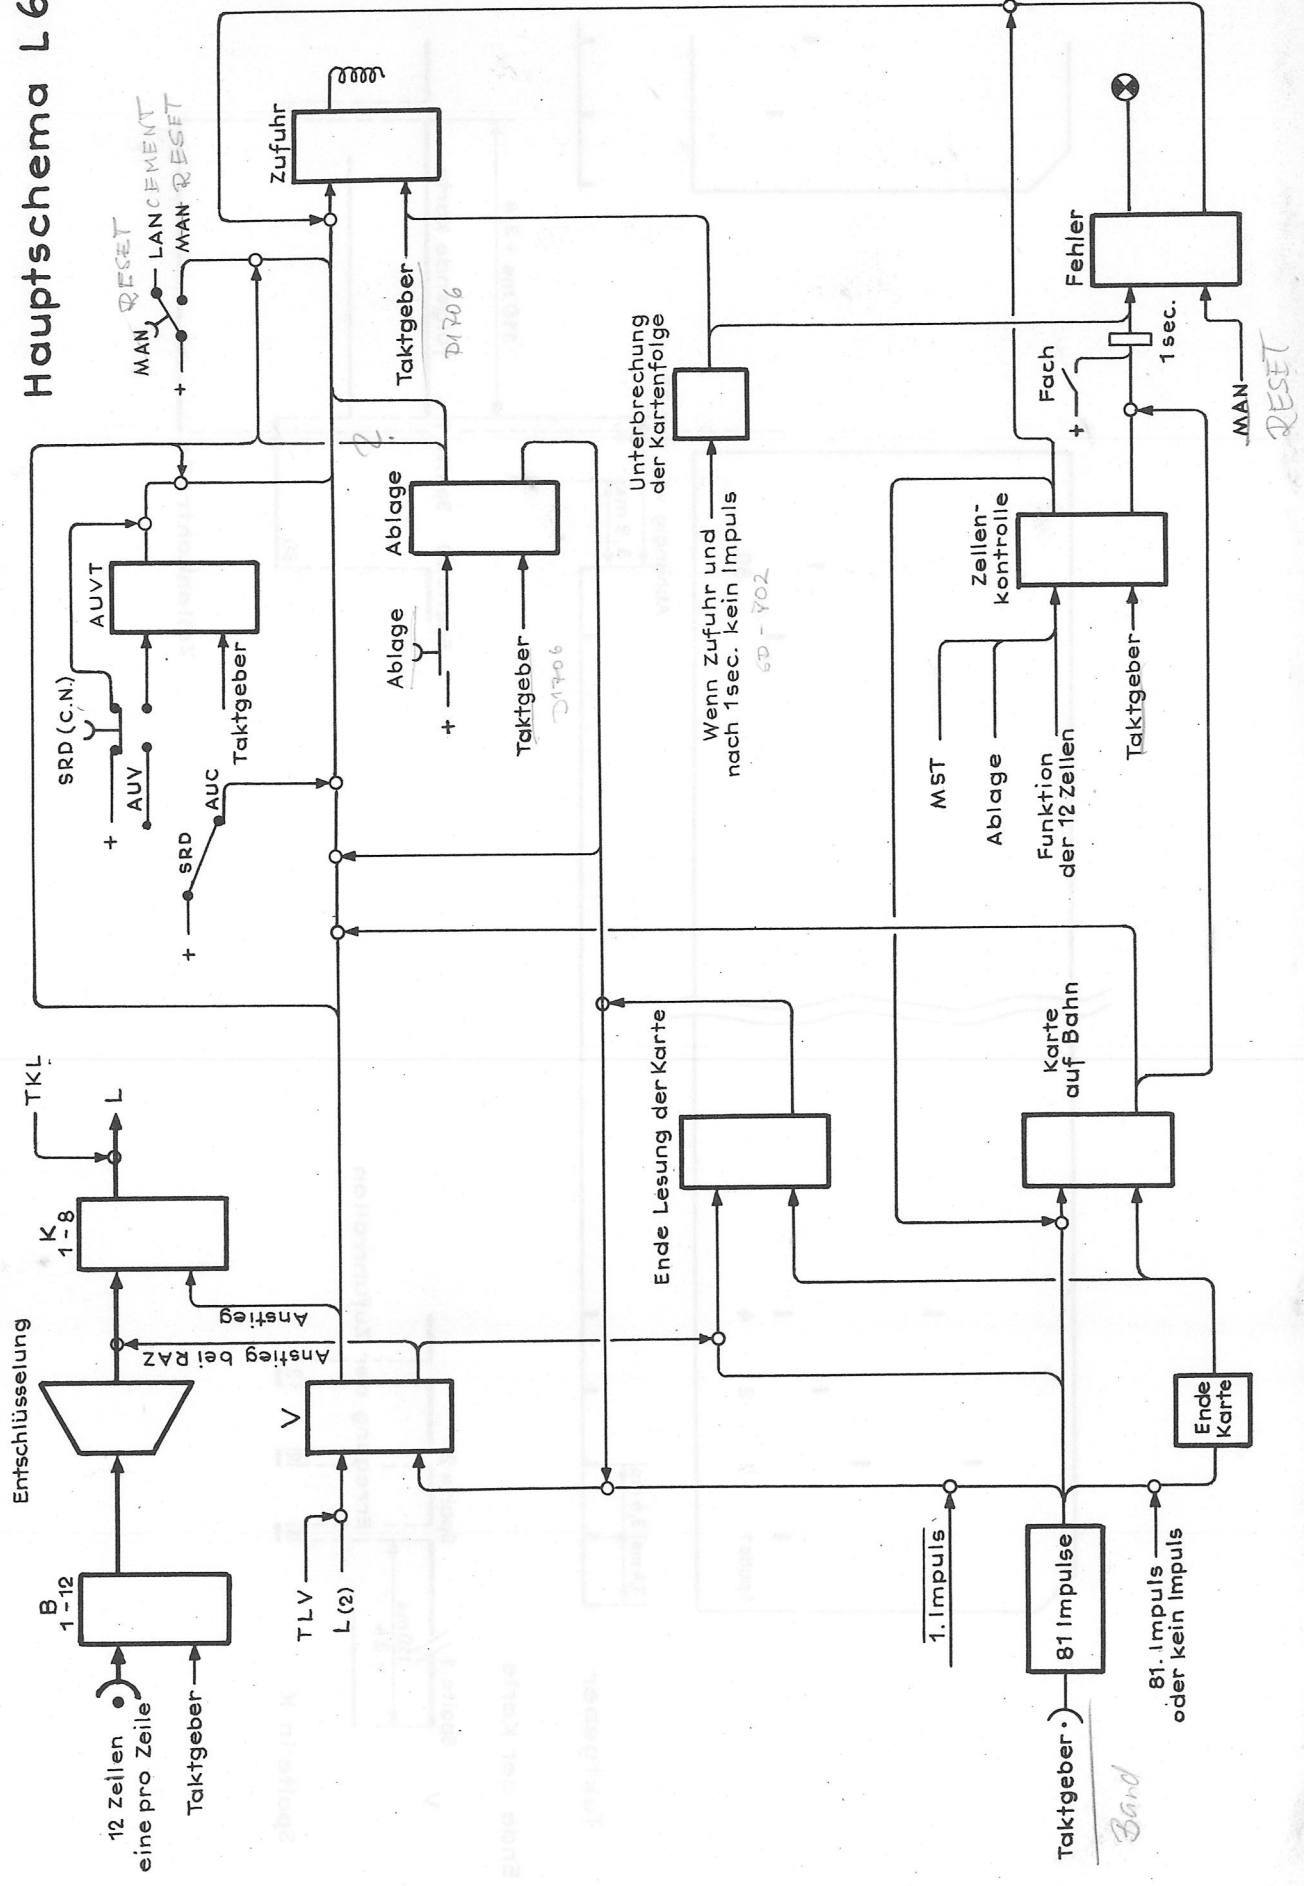 Hauptschema L 6
Entschlüsselung
B
1-12
12 Zellen
eine pro Zeile
Taktgeber
K
1-8
TKL
L
Anstieg
Anstieg bei RAZ
V
TLV
L(2)
SRD (C.N.)
+
AUV
AUVT
Taktgeber
SRD
AUC
+
RESET
MAN
LANCEMENT
MAN RESET
+
Zufuhr
Taktgeber
D1706
2.
Ablage
Ablage
+
Taktgeber
D1706
Unterbrechung
der Kartenfolge
Wenn Zufuhr und
nach 1sec. kein Impuls
6D-702
Ende Lesung der Karte
Karte
auf Bahn
Zellen-
kontrolle
MST
Ablage
Funktion
der 12 Zellen
Taktgeber
Fehler
Fach
+
1 sec.
MAN
RESET
1. Impuls
81 Impulse
Taktgeber
Band
81. Impuls
oder kein Impuls
Ende
Karte